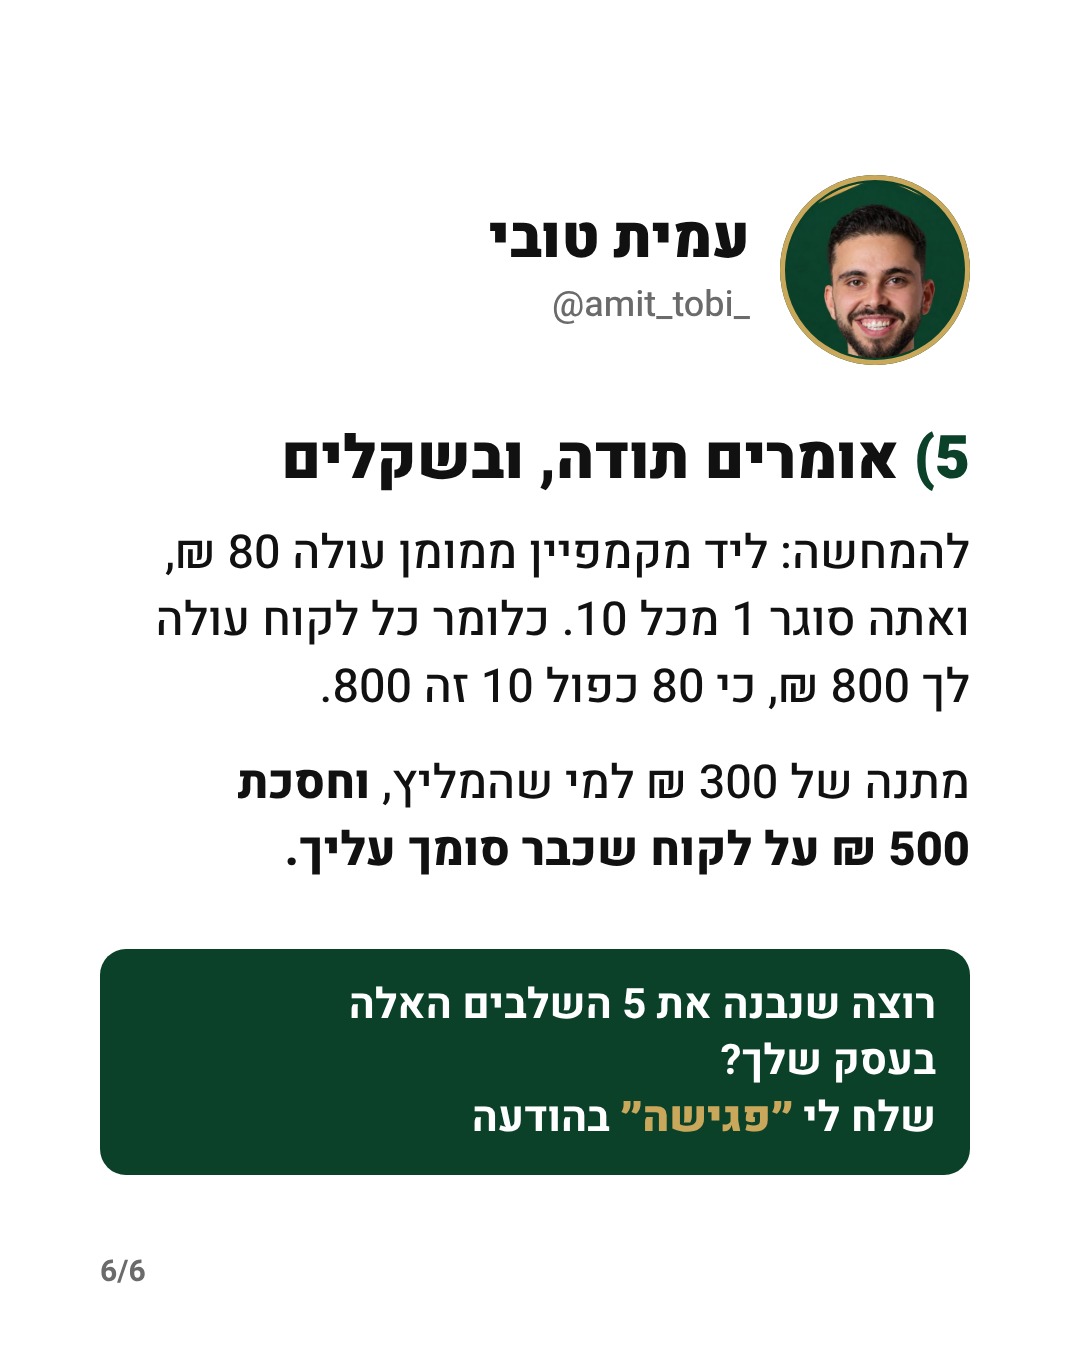 עמית טובי
@amit_tobi_
5) אומרים תודה, ובשקלים
להמחשה: ליד מקמפיין ממומן עולה 80 ₪,
ואתה סוגר 1 מכל 10. כלומר כל לקוח עולה
לך 800 ₪, כי 80 כפול 10 זה 800.
מתנה של 300 ₪ למי שהמליץ, וחסכת
500 ₪ על לקוח שכבר סומך עליך.
רוצה שנבנה את 5 השלבים האלה
בעסק שלך?
שלח לי ״פגישה״ בהודעה
6/6